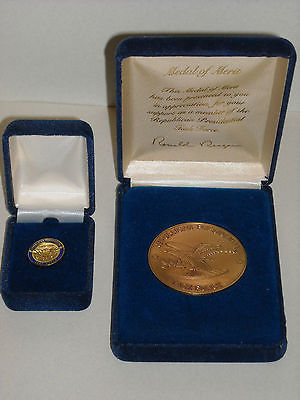 Medal of Merit
This Medal of Merit
has been presented to you
in appreciation, for your
support as a member of the
Republican Presidential
Task Force.
Ronald Reagan